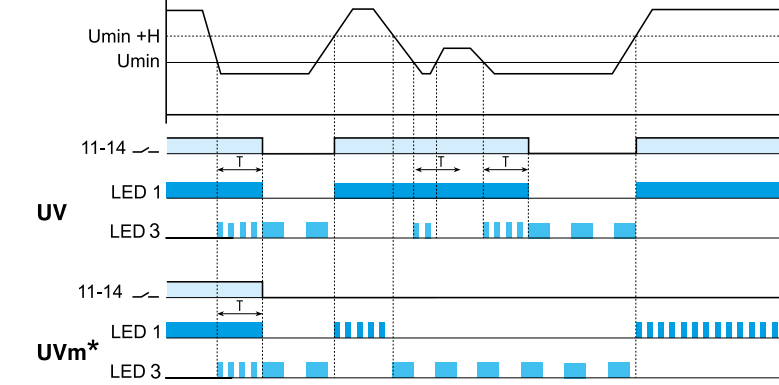 Umin +H
Umin
11-14
T T T
LED 1
UV
LED 3
11-14
T
LED 1
UVm*
LED 3